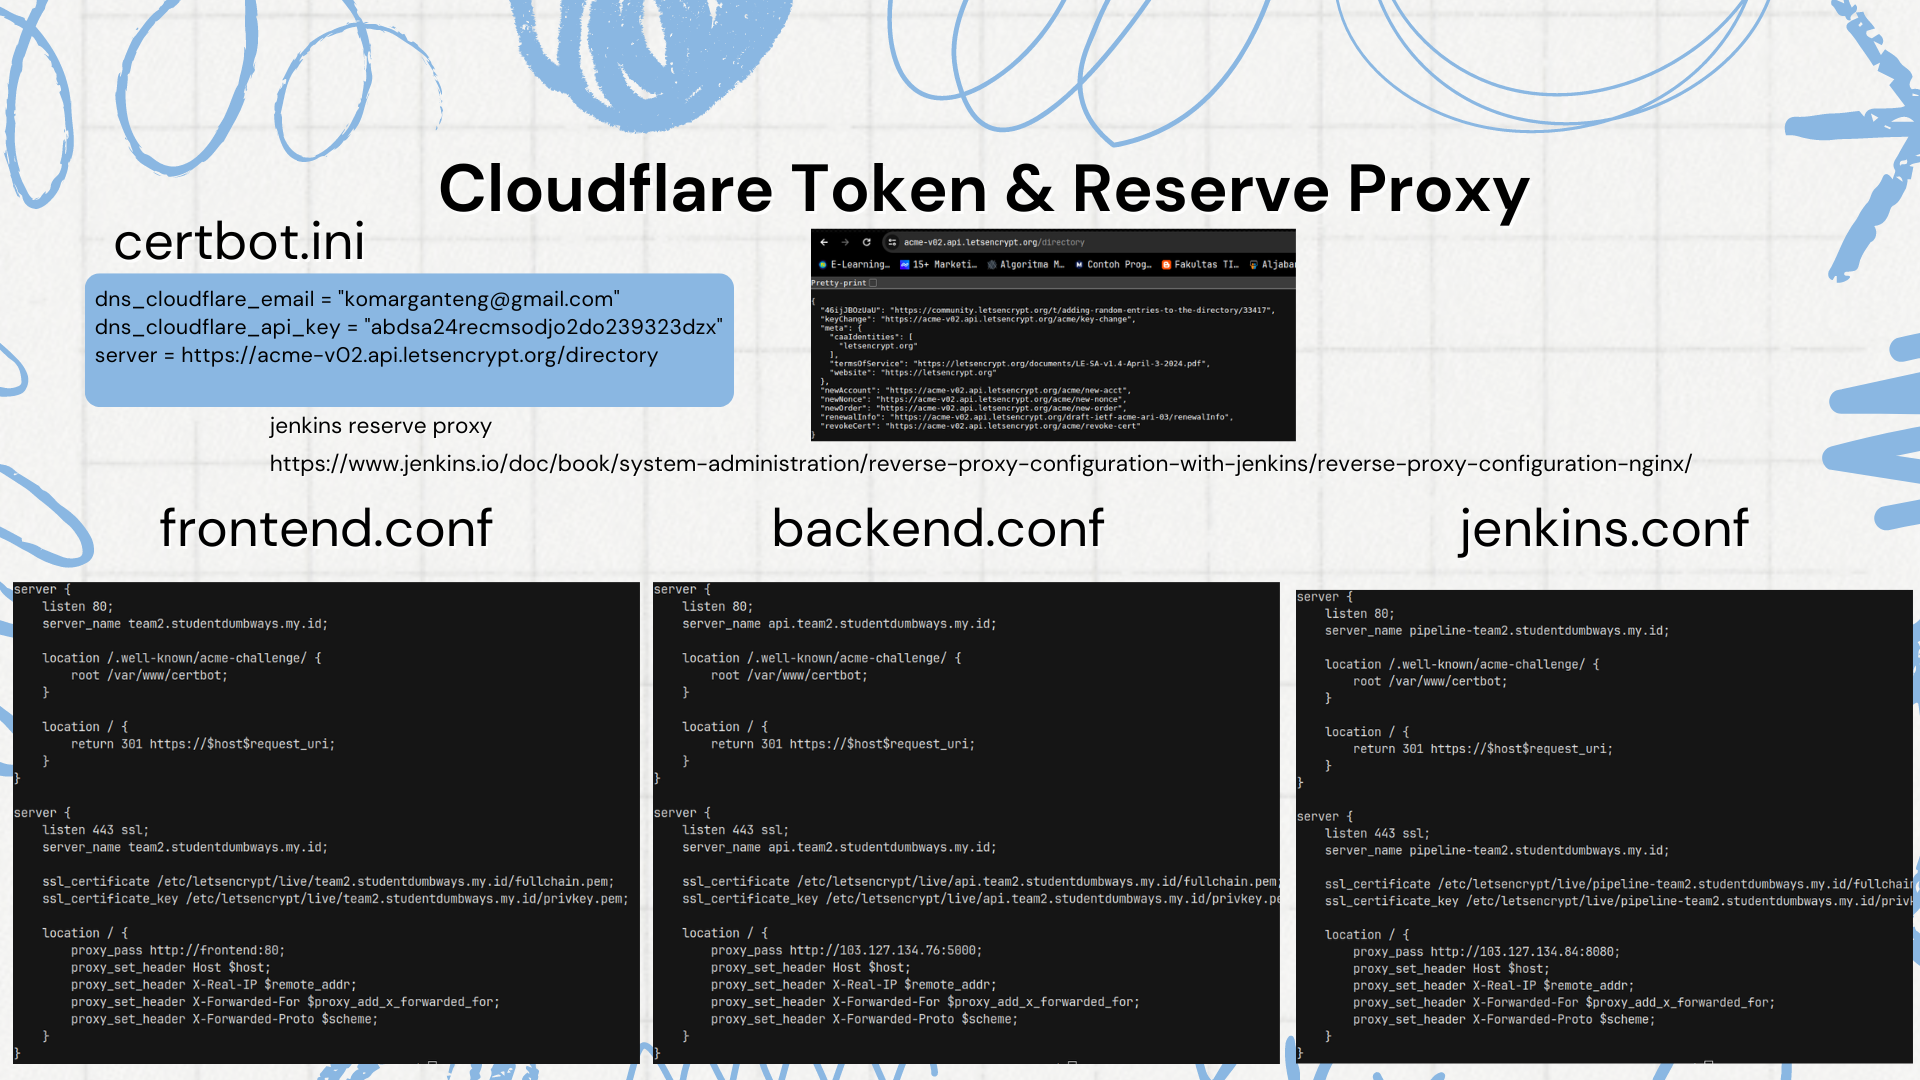 Cloudflare Token & Reserve Proxy
certbot.ini
dns_cloudflare_email = "komarganteng@gmail.com"
dns_cloudflare_api_key = "abdsa24recmsodjo2do239323dzx"
server = https://acme-v02.api.letsencrypt.org/directory
acme-v02.api.letsencrypt.org/directory
E-Learning… 15+ Marketi… Algoritma M… Contoh Prog… Fakultas TI… Aljaba
Pretty-print
{
"46ijJBOzUaU": "https://community.letsencrypt.org/t/adding-random-entries-to-the-directory/33417",
"keyChange": "https://acme-v02.api.letsencrypt.org/acme/key-change",
"meta": {
"caaIdentities": [
"letsencrypt.org"
],
"termsOfService": "https://letsencrypt.org/documents/LE-SA-v1.4-April-3-2024.pdf",
"website": "https://letsencrypt.org"
},
"newAccount": "https://acme-v02.api.letsencrypt.org/acme/new-acct",
"newNonce": "https://acme-v02.api.letsencrypt.org/acme/new-nonce",
"newOrder": "https://acme-v02.api.letsencrypt.org/acme/new-order",
"renewalInfo": "https://acme-v02.api.letsencrypt.org/draft-ietf-acme-ari-03/renewalInfo",
"revokeCert": "https://acme-v02.api.letsencrypt.org/acme/revoke-cert"
}
jenkins reserve proxy
https://www.jenkins.io/doc/book/system-administration/reverse-proxy-configuration-with-jenkins/reverse-proxy-configuration-nginx/
frontend.conf
server {
listen 80;
server_name team2.studentdumbways.my.id;
location /.well-known/acme-challenge/ {
root /var/www/certbot;
}
location / {
return 301 https://$host$request_uri;
}
}
server {
listen 443 ssl;
server_name team2.studentdumbways.my.id;
ssl_certificate /etc/letsencrypt/live/team2.studentdumbways.my.id/fullchain.pem;
ssl_certificate_key /etc/letsencrypt/live/team2.studentdumbways.my.id/privkey.pem;
location / {
proxy_pass http://frontend:80;
proxy_set_header Host $host;
proxy_set_header X-Real-IP $remote_addr;
proxy_set_header X-Forwarded-For $proxy_add_x_forwarded_for;
proxy_set_header X-Forwarded-Proto $scheme;
}
}
backend.conf
server {
listen 80;
server_name api.team2.studentdumbways.my.id;
location /.well-known/acme-challenge/ {
root /var/www/certbot;
}
location / {
return 301 https://$host$request_uri;
}
}
server {
listen 443 ssl;
server_name api.team2.studentdumbways.my.id;
ssl_certificate /etc/letsencrypt/live/api.team2.studentdumbways.my.id/fullchain.pem;
ssl_certificate_key /etc/letsencrypt/live/api.team2.studentdumbways.my.id/privkey.pe
location / {
proxy_pass http://103.127.134.76:5000;
proxy_set_header Host $host;
proxy_set_header X-Real-IP $remote_addr;
proxy_set_header X-Forwarded-For $proxy_add_x_forwarded_for;
proxy_set_header X-Forwarded-Proto $scheme;
}
}
jenkins.conf
server {
listen 80;
server_name pipeline-team2.studentdumbways.my.id;
location /.well-known/acme-challenge/ {
root /var/www/certbot;
}
location / {
return 301 https://$host$request_uri;
}
}
server {
listen 443 ssl;
server_name pipeline-team2.studentdumbways.my.id;
ssl_certificate /etc/letsencrypt/live/pipeline-team2.studentdumbways.my.id/fullchain
ssl_certificate_key /etc/letsencrypt/live/pipeline-team2.studentdumbways.my.id/privk
location / {
proxy_pass http://103.127.134.84:8080;
proxy_set_header Host $host;
proxy_set_header X-Real-IP $remote_addr;
proxy_set_header X-Forwarded-For $proxy_add_x_forwarded_for;
proxy_set_header X-Forwarded-Proto $scheme;
}
}